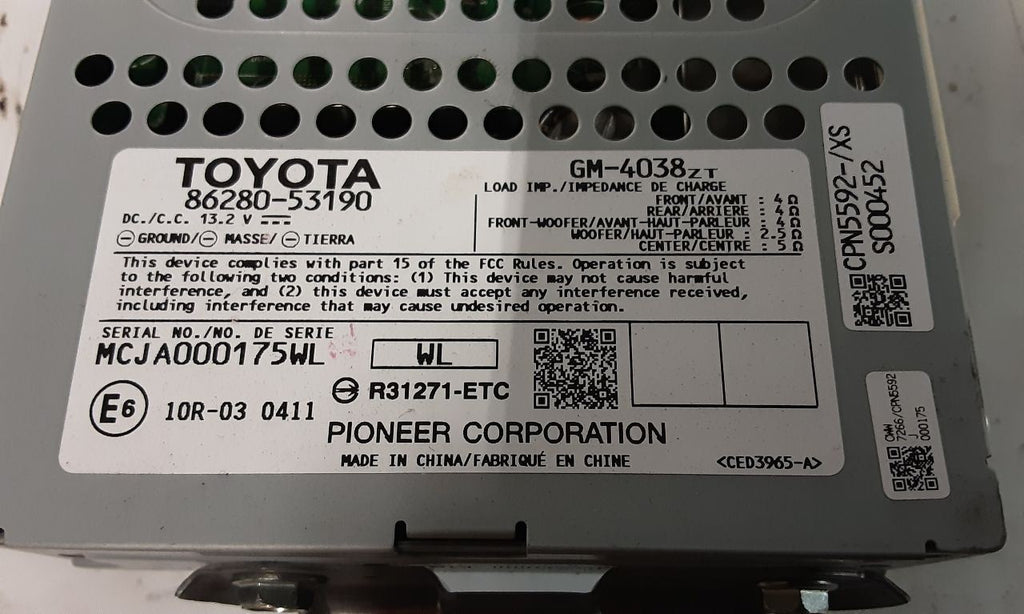 TOYOTA
86280-53190
DC./C.C. 13.2 V
GROUND/ MASSE/ TIERRA
GM-4038ZT
LOAD IMP./IMPEDANCE DE CHARGE
FRONT/AVANT : 4Ω
REAR/ARRIERE : 4Ω
FRONT-WOOFER/AVANT-HAUT-PARLEUR : 4Ω
WOOFER/HAUT-PARLEUR : 2.5Ω
CENTER/CENTRE : 5Ω
This device complies with part 15 of the FCC Rules. Operation is subject
to the following two conditions: (1) This device may not cause harmful
interference, and (2) this device must accept any interference received,
including interference that may cause undesired operation.
SERIAL NO./NO. DE SERIE
MCJA000175WL
WL
R31271-ETC
E6
10R-03 0411
PIONEER CORPORATION
MADE IN CHINA/FABRIQUÉ EN CHINE
<CED3965-A>
CPN5592-/XS
S000452
CWW
7266/CPN5592
J
000175